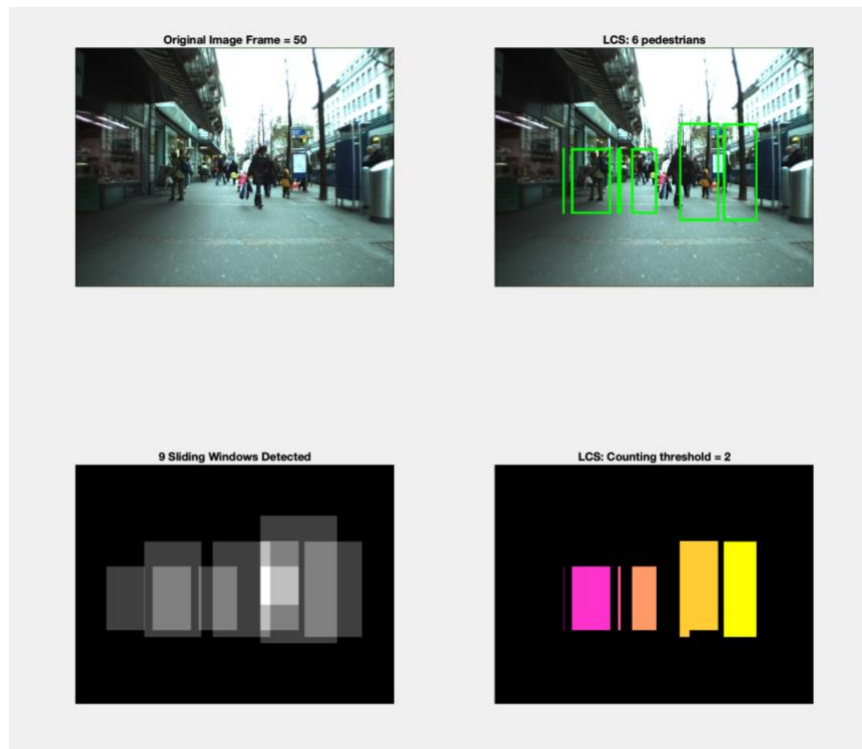 Original Image Frame = 50
LCS: 6 pedestrians
9 Sliding Windows Detected
LCS: Counting threshold = 2